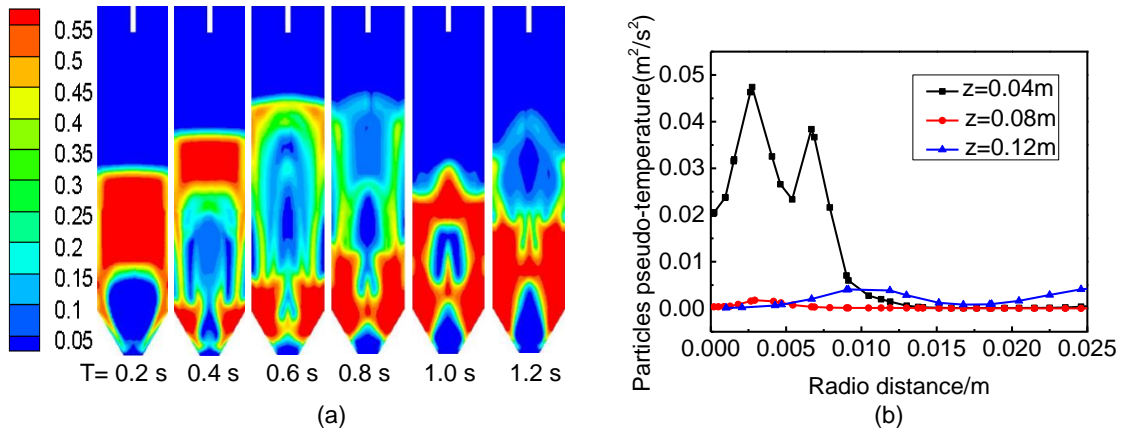 0.55
0.5
0.45
0.4
0.35
0.3
0.25
0.2
0.15
0.1
0.05
T= 0.2 s 0.4 s 0.6 s 0.8 s 1.0 s 1.2 s
(a)
Particles pseudo-temperature(m²/s²)
0.05
0.04
0.03
0.02
0.01
0.00
z=0.04m
z=0.08m
z=0.12m
0.000 0.005 0.010 0.015 0.020 0.025
Radio distance/m
(b)